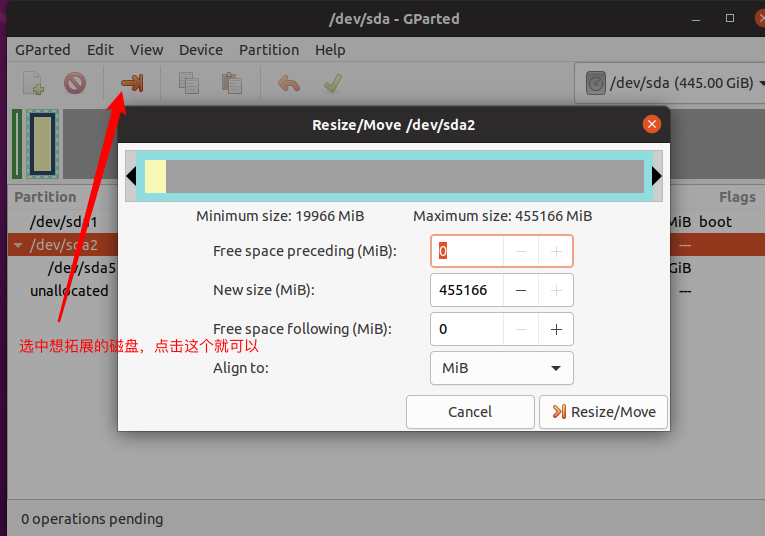 /dev/sda - GParted
GParted Edit View Device Partition Help
/dev/sda (445.00 GiB)
Resize/Move /dev/sda2
Minimum size: 19966 MiB Maximum size: 455166 MiB
Free space preceding (MiB): 0
New size (MiB): 455166
Free space following (MiB): 0
Align to: MiB
Cancel Resize/Move
Partition Flags
/dev/sda1 MiB boot
/dev/sda2 ---
/dev/sda5 GiB
unallocated ---
选中想拓展的磁盘，点击这个就可以
0 operations pending